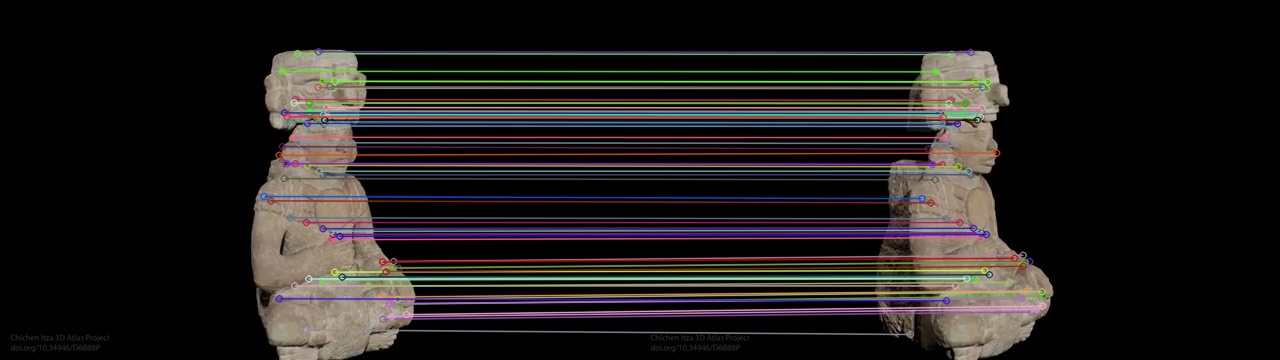 Chichen Itza 3D Atlas Project
doi.org/10.34946/D6B88P
Chichen Itza 3D Atlas Project
doi.org/10.34946/D6B88P